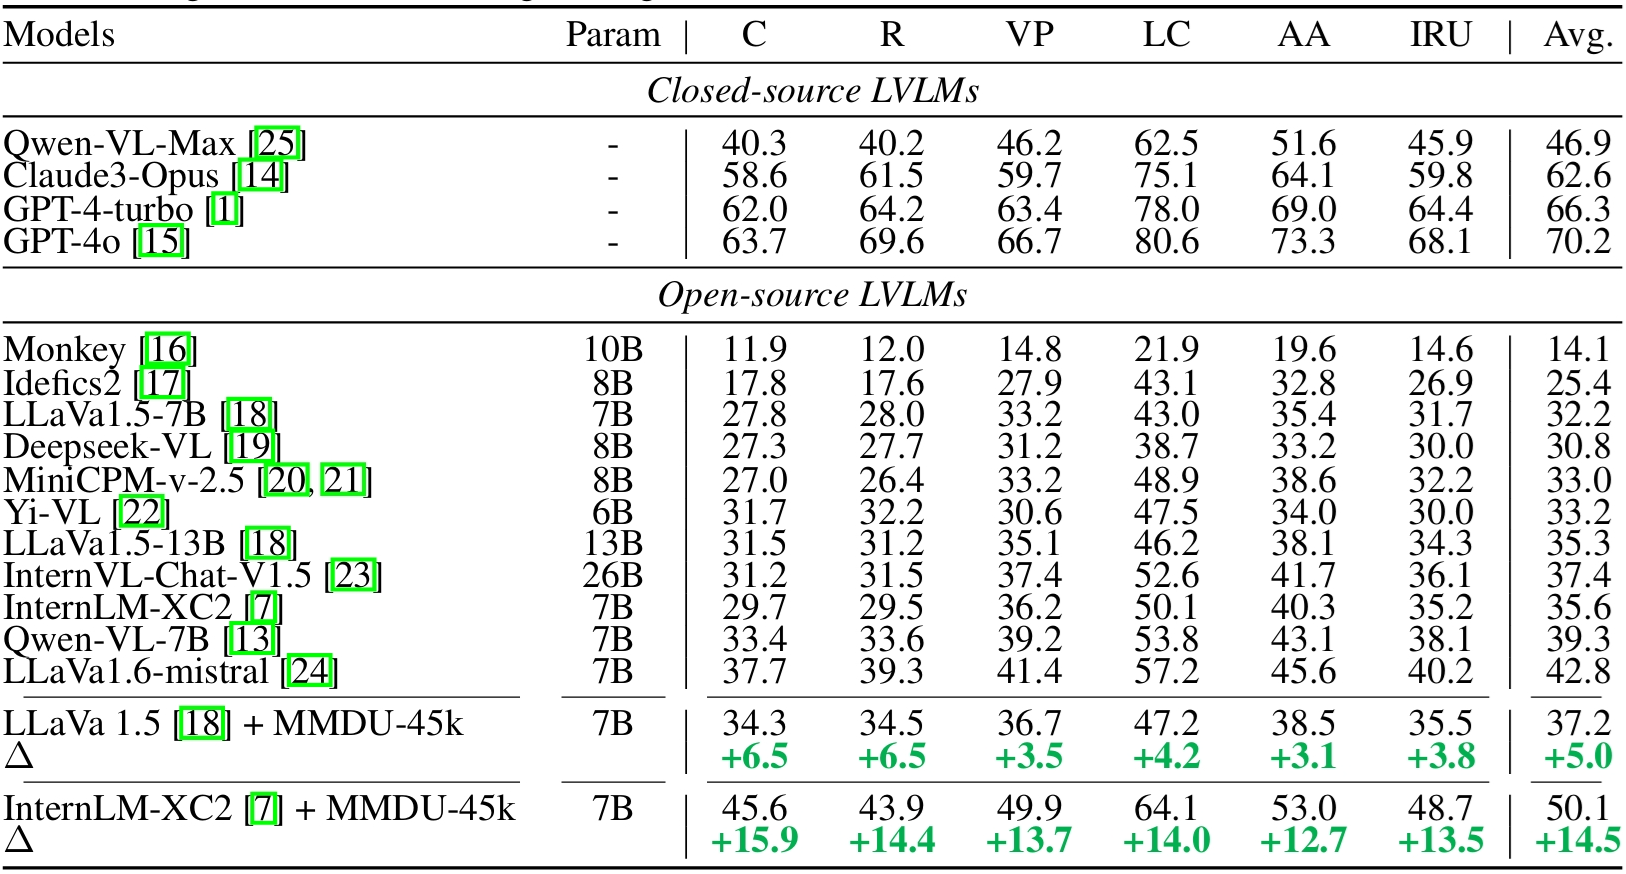 Models Param | C R VP LC AA IRU | Avg.
Closed-source LVLMs
Qwen-VL-Max [25] - 40.3 40.2 46.2 62.5 51.6 45.9 46.9
Claude3-Opus [14] - 58.6 61.5 59.7 75.1 64.1 59.8 62.6
GPT-4-turbo [1] - 62.0 64.2 63.4 78.0 69.0 64.4 66.3
GPT-4o [15] - 63.7 69.6 66.7 80.6 73.3 68.1 70.2
Open-source LVLMs
Monkey [16] 10B 11.9 12.0 14.8 21.9 19.6 14.6 14.1
Idefics2 [17] 8B 17.8 17.6 27.9 43.1 32.8 26.9 25.4
LLaVa1.5-7B [18] 7B 27.8 28.0 33.2 43.0 35.4 31.7 32.2
Deepseek-VL [19] 8B 27.3 27.7 31.2 38.7 33.2 30.0 30.8
MiniCPM-v-2.5 [20, 21] 8B 27.0 26.4 33.2 48.9 38.6 32.2 33.0
Yi-VL [22] 6B 31.7 32.2 30.6 47.5 34.0 30.0 33.2
LLaVa1.5-13B [18] 13B 31.5 31.2 35.1 46.2 38.1 34.3 35.3
InternVL-Chat-V1.5 [23] 26B 31.2 31.5 37.4 52.6 41.7 36.1 37.4
InternLM-XC2 [7] 7B 29.7 29.5 36.2 50.1 40.3 35.2 35.6
Qwen-VL-7B [13] 7B 33.4 33.6 39.2 53.8 43.1 38.1 39.3
LLaVa1.6-mistral [24] 7B 37.7 39.3 41.4 57.2 45.6 40.2 42.8
LLaVa 1.5 [18] + MMDU-45k 7B 34.3 34.5 36.7 47.2 38.5 35.5 37.2
Δ +6.5 +6.5 +3.5 +4.2 +3.1 +3.8 +5.0
InternLM-XC2 [7] + MMDU-45k 7B 45.6 43.9 49.9 64.1 53.0 48.7 50.1
Δ +15.9 +14.4 +13.7 +14.0 +12.7 +13.5 +14.5